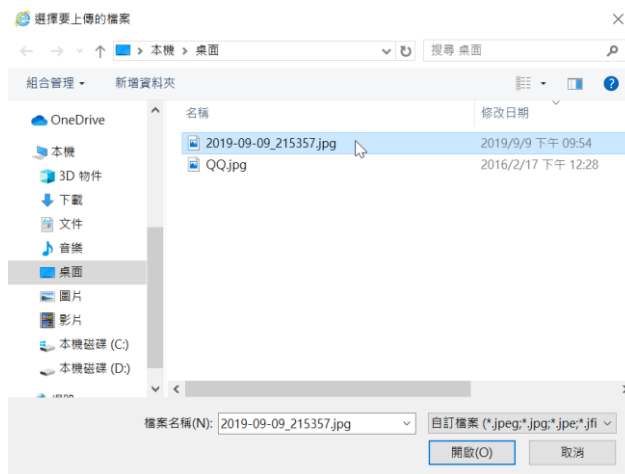 選擇要上傳的檔案
本機 > 桌面
搜尋 桌面
組合管理
新增資料夾
名稱
修改日期
OneDrive
本機
3D 物件
下載
文件
音樂
桌面
圖片
影片
本機磁碟 (C:)
本機磁碟 (D:)
2019-09-09_215357.jpg 2019/9/9 下午 09:54
QQ.jpg 2016/2/17 下午 12:28
檔案名稱(N): 2019-09-09_215357.jpg
自訂檔案 (*.jpeg;*.jpg;*.jpe;*.jfi
開啟(O)
取消